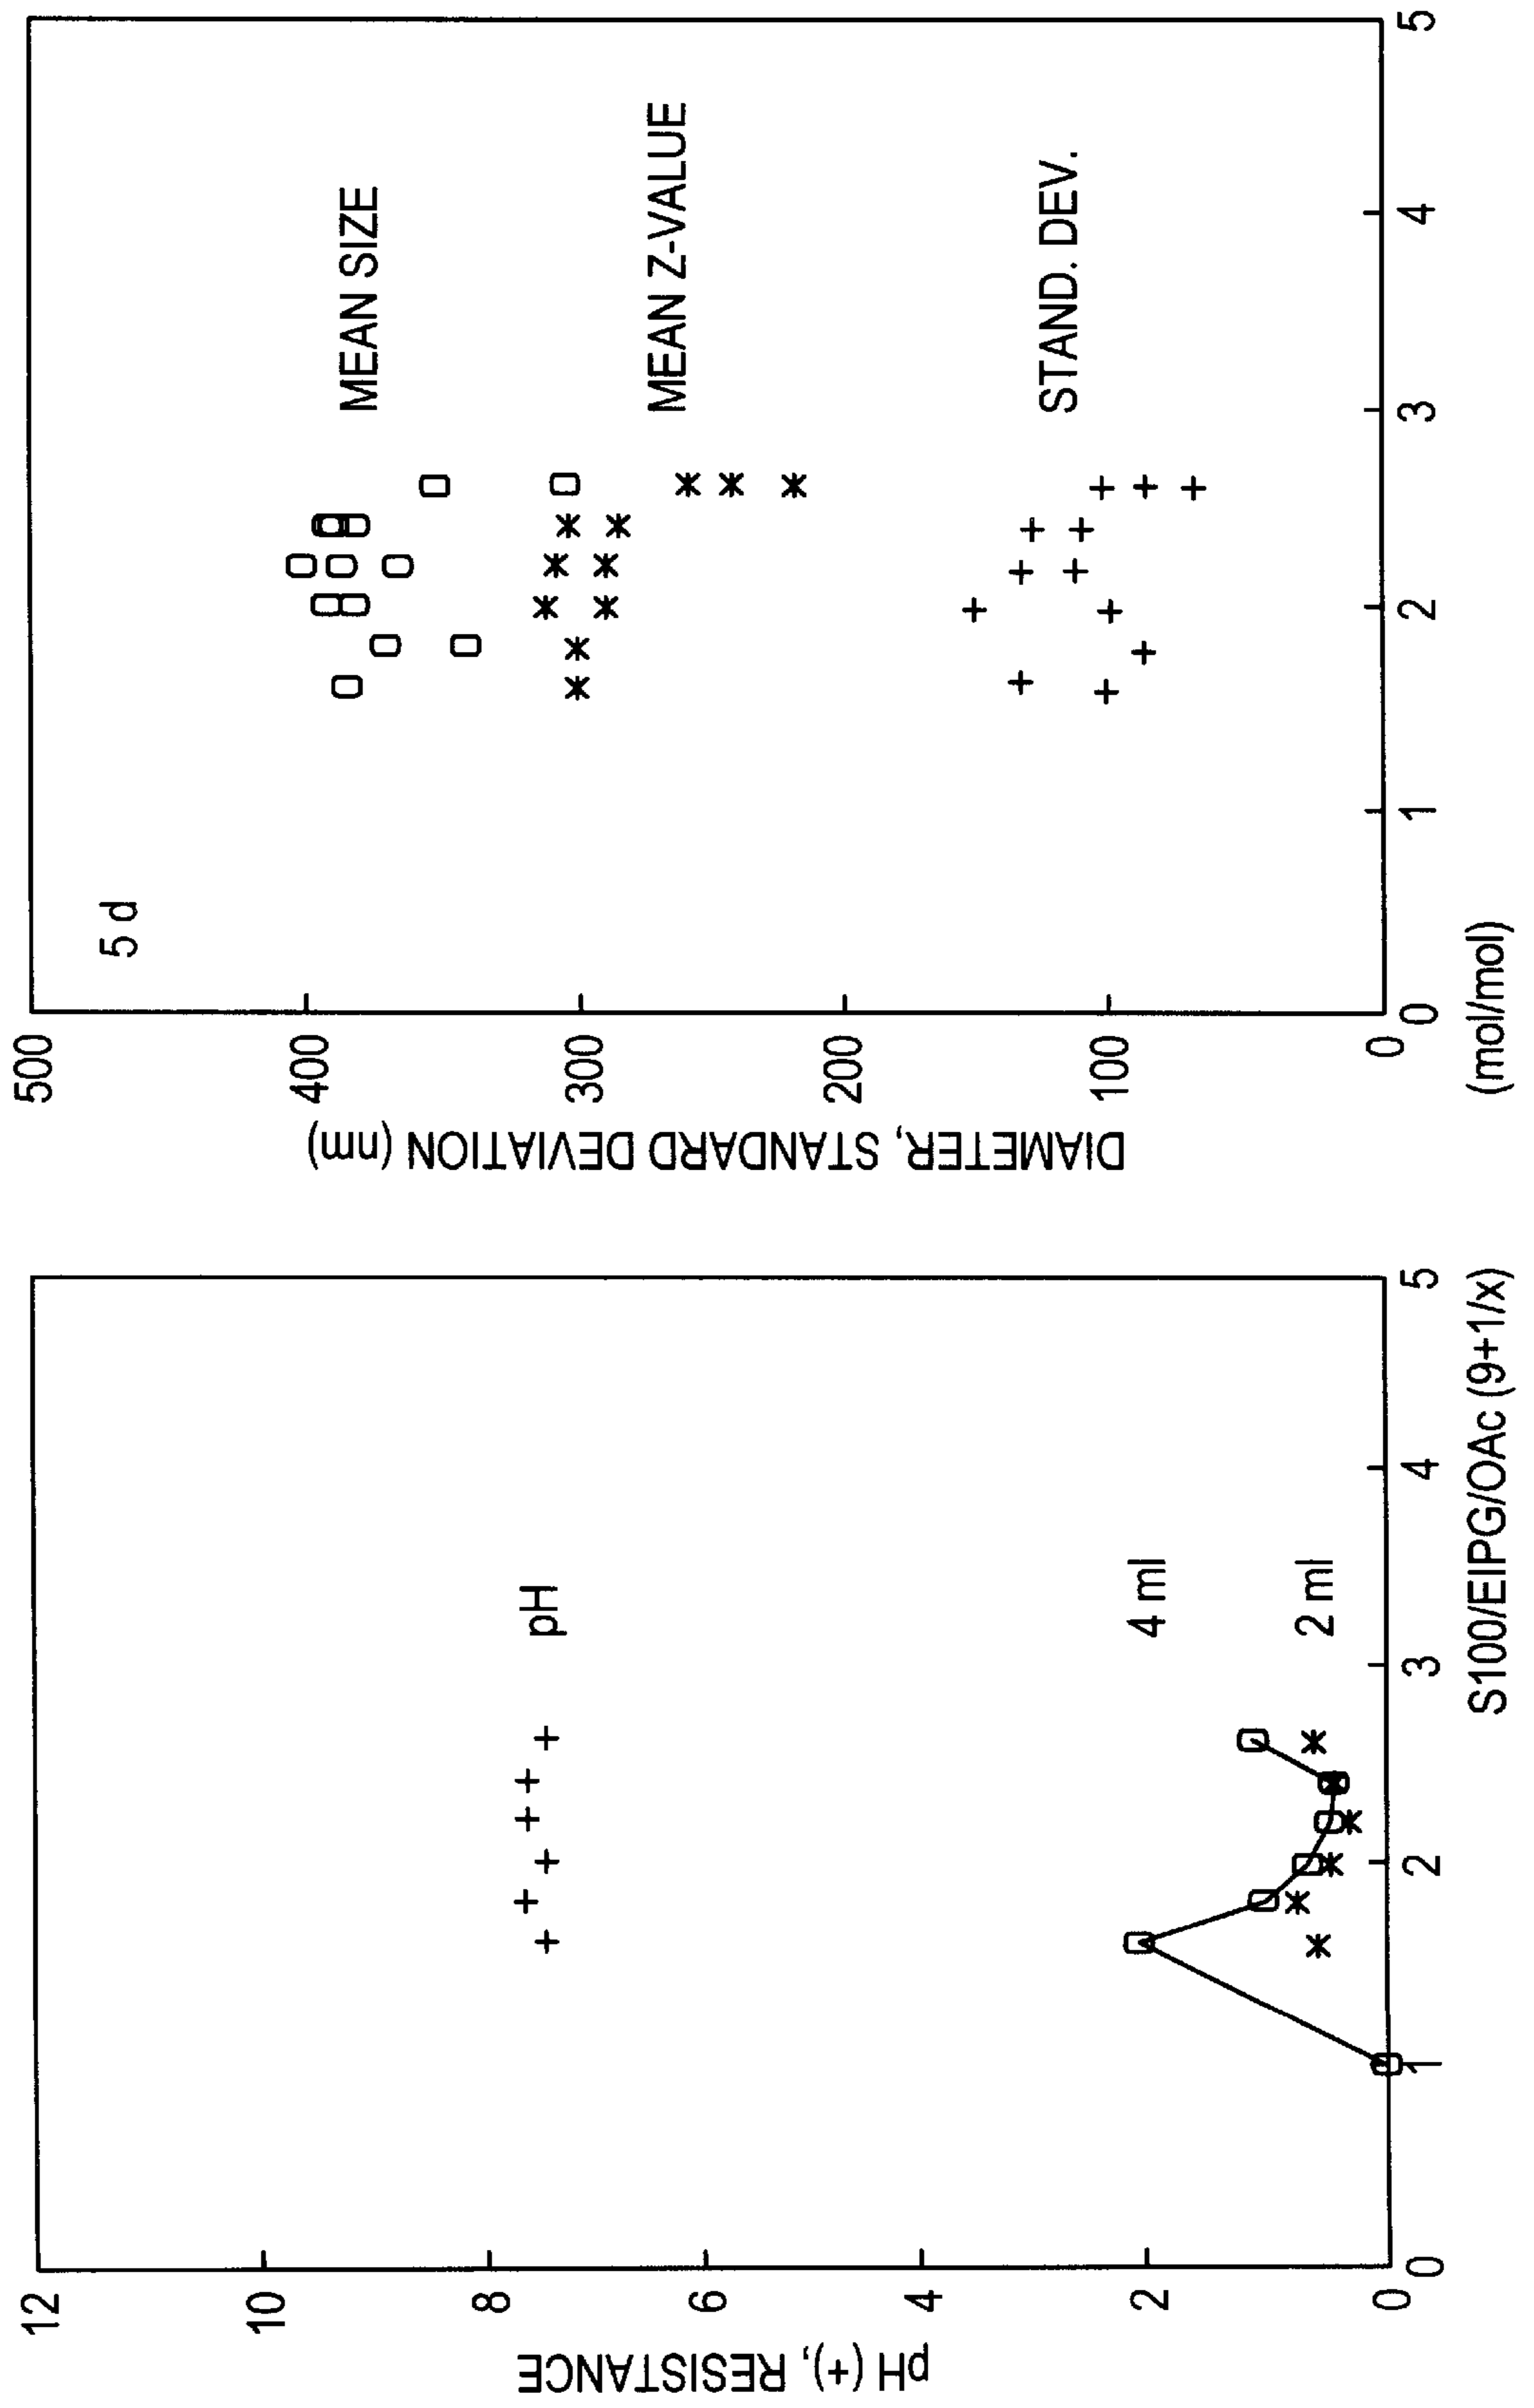 12
10
8
6
4
2
0
pH (+), RESISTANCE
pH
4 ml
2 ml
0
1
2
3
4
5
S100/EIPG/OAc (9+1/x)
500
400
300
200
100
0
DIAMETER, STANDARD DEVIATION (nm)
5 d
MEAN SIZE
MEAN Z-VALUE
STAND. DEV.
0
1
2
3
4
5
(mol/mol)